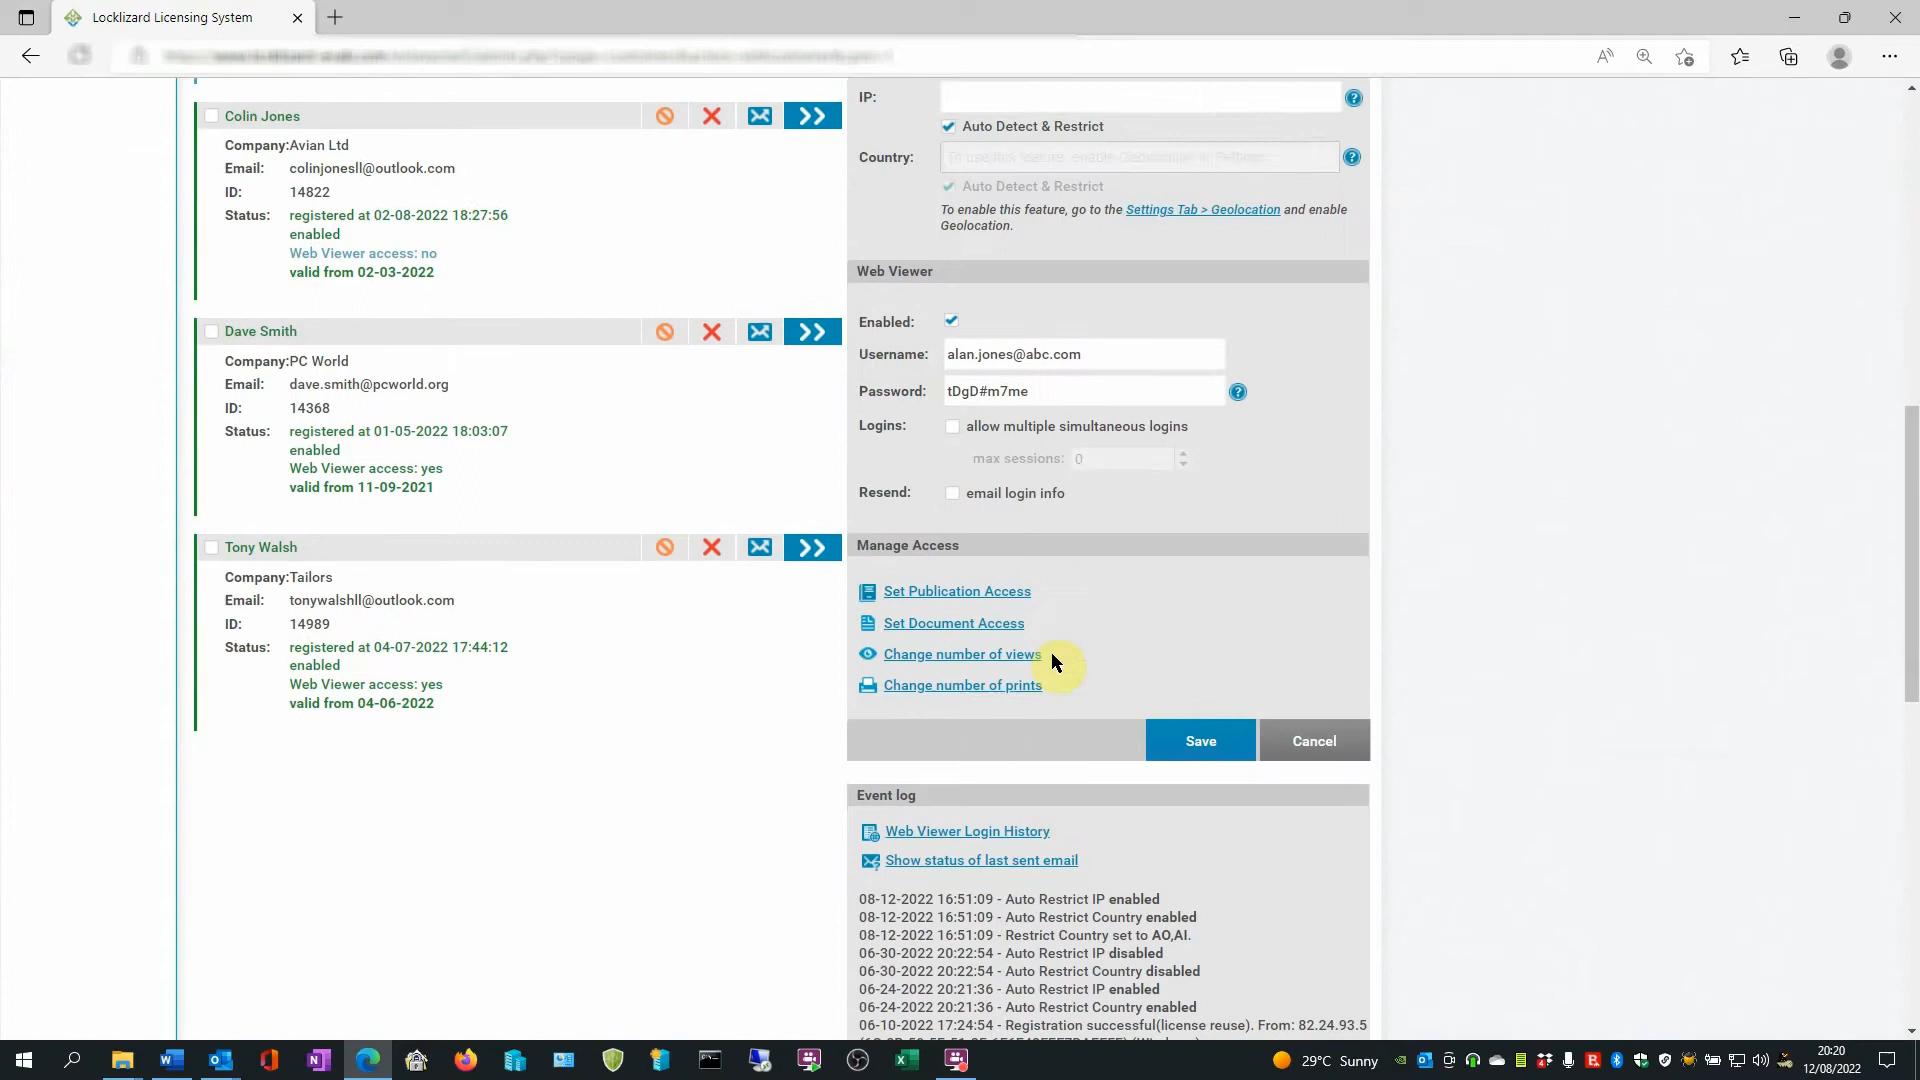 Locklizard Licensing System
Colin Jones
Company:Avian Ltd
Email: colinjonesll@outlook.com
ID: 14822
Status: registered at 02-08-2022 18:27:56
enabled
Web Viewer access: no
valid from 02-03-2022
Dave Smith
Company:PC World
Email: dave.smith@pcworld.org
ID: 14368
Status: registered at 01-05-2022 18:03:07
enabled
Web Viewer access: yes
valid from 11-09-2021
Tony Walsh
Company:Tailors
Email: tonywalshll@outlook.com
ID: 14989
Status: registered at 04-07-2022 17:44:12
enabled
Web Viewer access: yes
valid from 04-06-2022
IP:
Auto Detect & Restrict
Country: To use this feature, enable Geolocation in
Auto Detect & Restrict
To enable this feature, go to the Settings Tab > Geolocation and enable
Geolocation.
Web Viewer
Enabled:
Username: alan.jones@abc.com
Password: tDgD#m7me
Logins: allow multiple simultaneous logins
max sessions: 0
Resend: email login info
Manage Access
Set Publication Access
Set Document Access
Change number of views
Change number of prints
Save Cancel
Event log
Web Viewer Login History
Show status of last sent email
08-12-2022 16:51:09 - Auto Restrict IP enabled
08-12-2022 16:51:09 - Auto Restrict Country enabled
08-12-2022 16:51:09 - Restrict Country set to AO,AI.
06-30-2022 20:22:54 - Auto Restrict IP disabled
06-30-2022 20:22:54 - Auto Restrict Country disabled
06-24-2022 20:21:36 - Auto Restrict IP enabled
06-24-2022 20:21:36 - Auto Restrict Country enabled
06-10-2022 17:24:54 - Registration successful(license reuse). From: 82.24.93.5
29°C Sunny
20:20
12/08/2022